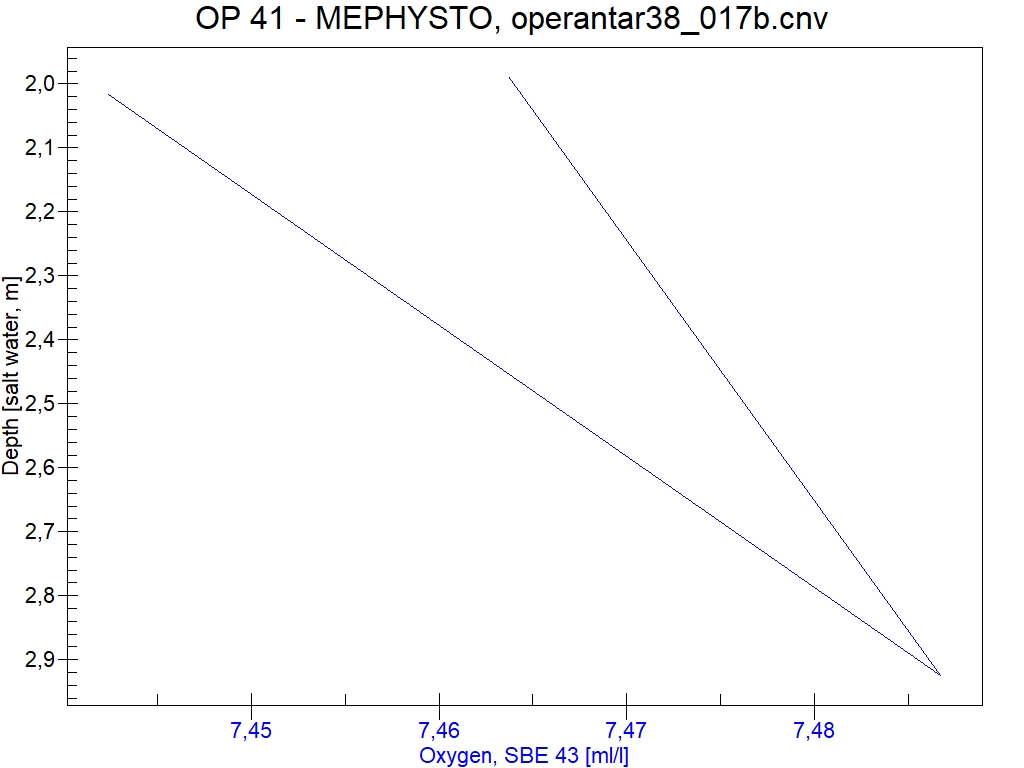 OP 41 - MEPHYSTO, operantar38_017b.cnv
Depth [salt water, m]
2,0
2,1
2,2
2,3
2,4
2,5
2,6
2,7
2,8
2,9
7,45 7,46 7,47 7,48
Oxygen, SBE 43 [ml/l]